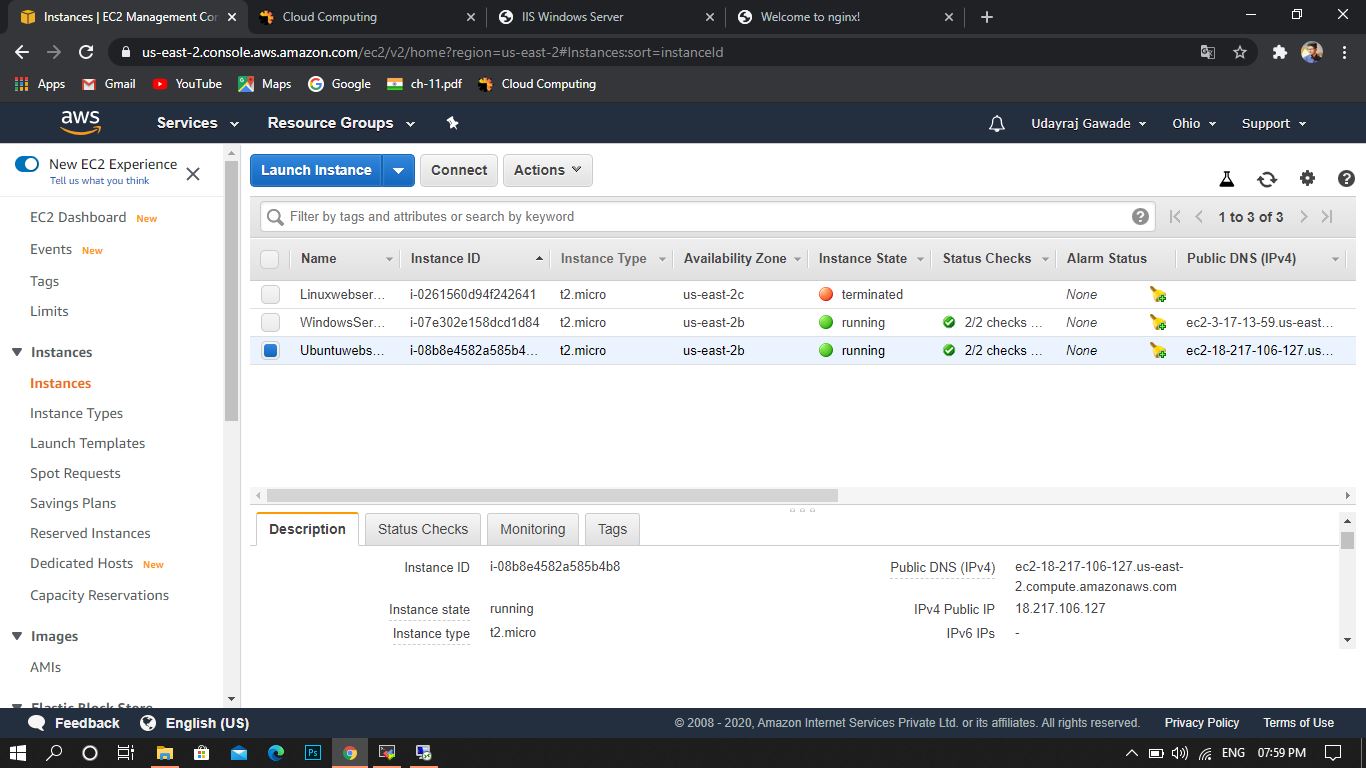 Instances | EC2 Management Cor
Cloud Computing
IIS Windows Server
Welcome to nginx!
us-east-2.console.aws.amazon.com/ec2/v2/home?region=us-east-2#Instances:sort=instanceId
Apps
Gmail
YouTube
Maps
Google
ch-11.pdf
Cloud Computing
aws
Services
Resource Groups
Udayraj Gawade
Ohio
Support
New EC2 Experience
Tell us what you think
EC2 Dashboard New
Events New
Tags
Limits
Instances
Instances
Instance Types
Launch Templates
Spot Requests
Savings Plans
Reserved Instances
Dedicated Hosts New
Capacity Reservations
Images
AMIs
Elastic Block Store
Launch Instance
Connect
Actions
Filter by tags and attributes or search by keyword
1 to 3 of 3
Name Instance ID Instance Type Availability Zone Instance State Status Checks Alarm Status Public DNS (IPv4)
Linuxwebser... i-0261560d94f242641 t2.micro us-east-2c terminated None
WindowsSer... i-07e302e158dcd1d84 t2.micro us-east-2b running 2/2 checks ... None ec2-3-17-13-59.us-east...
Ubuntuwebs... i-08b8e4582a585b4... t2.micro us-east-2b running 2/2 checks ... None ec2-18-217-106-127.us...
Description
Status Checks
Monitoring
Tags
Instance ID i-08b8e4582a585b4b8
Instance state running
Instance type t2.micro
Public DNS (IPv4) ec2-18-217-106-127.us-east-
2.compute.amazonaws.com
IPv4 Public IP 18.217.106.127
IPv6 IPs -
Feedback
English (US)
© 2008 - 2020, Amazon Internet Services Private Ltd. or its affiliates. All rights reserved.
Privacy Policy
Terms of Use
Ps
ENG
07:59 PM